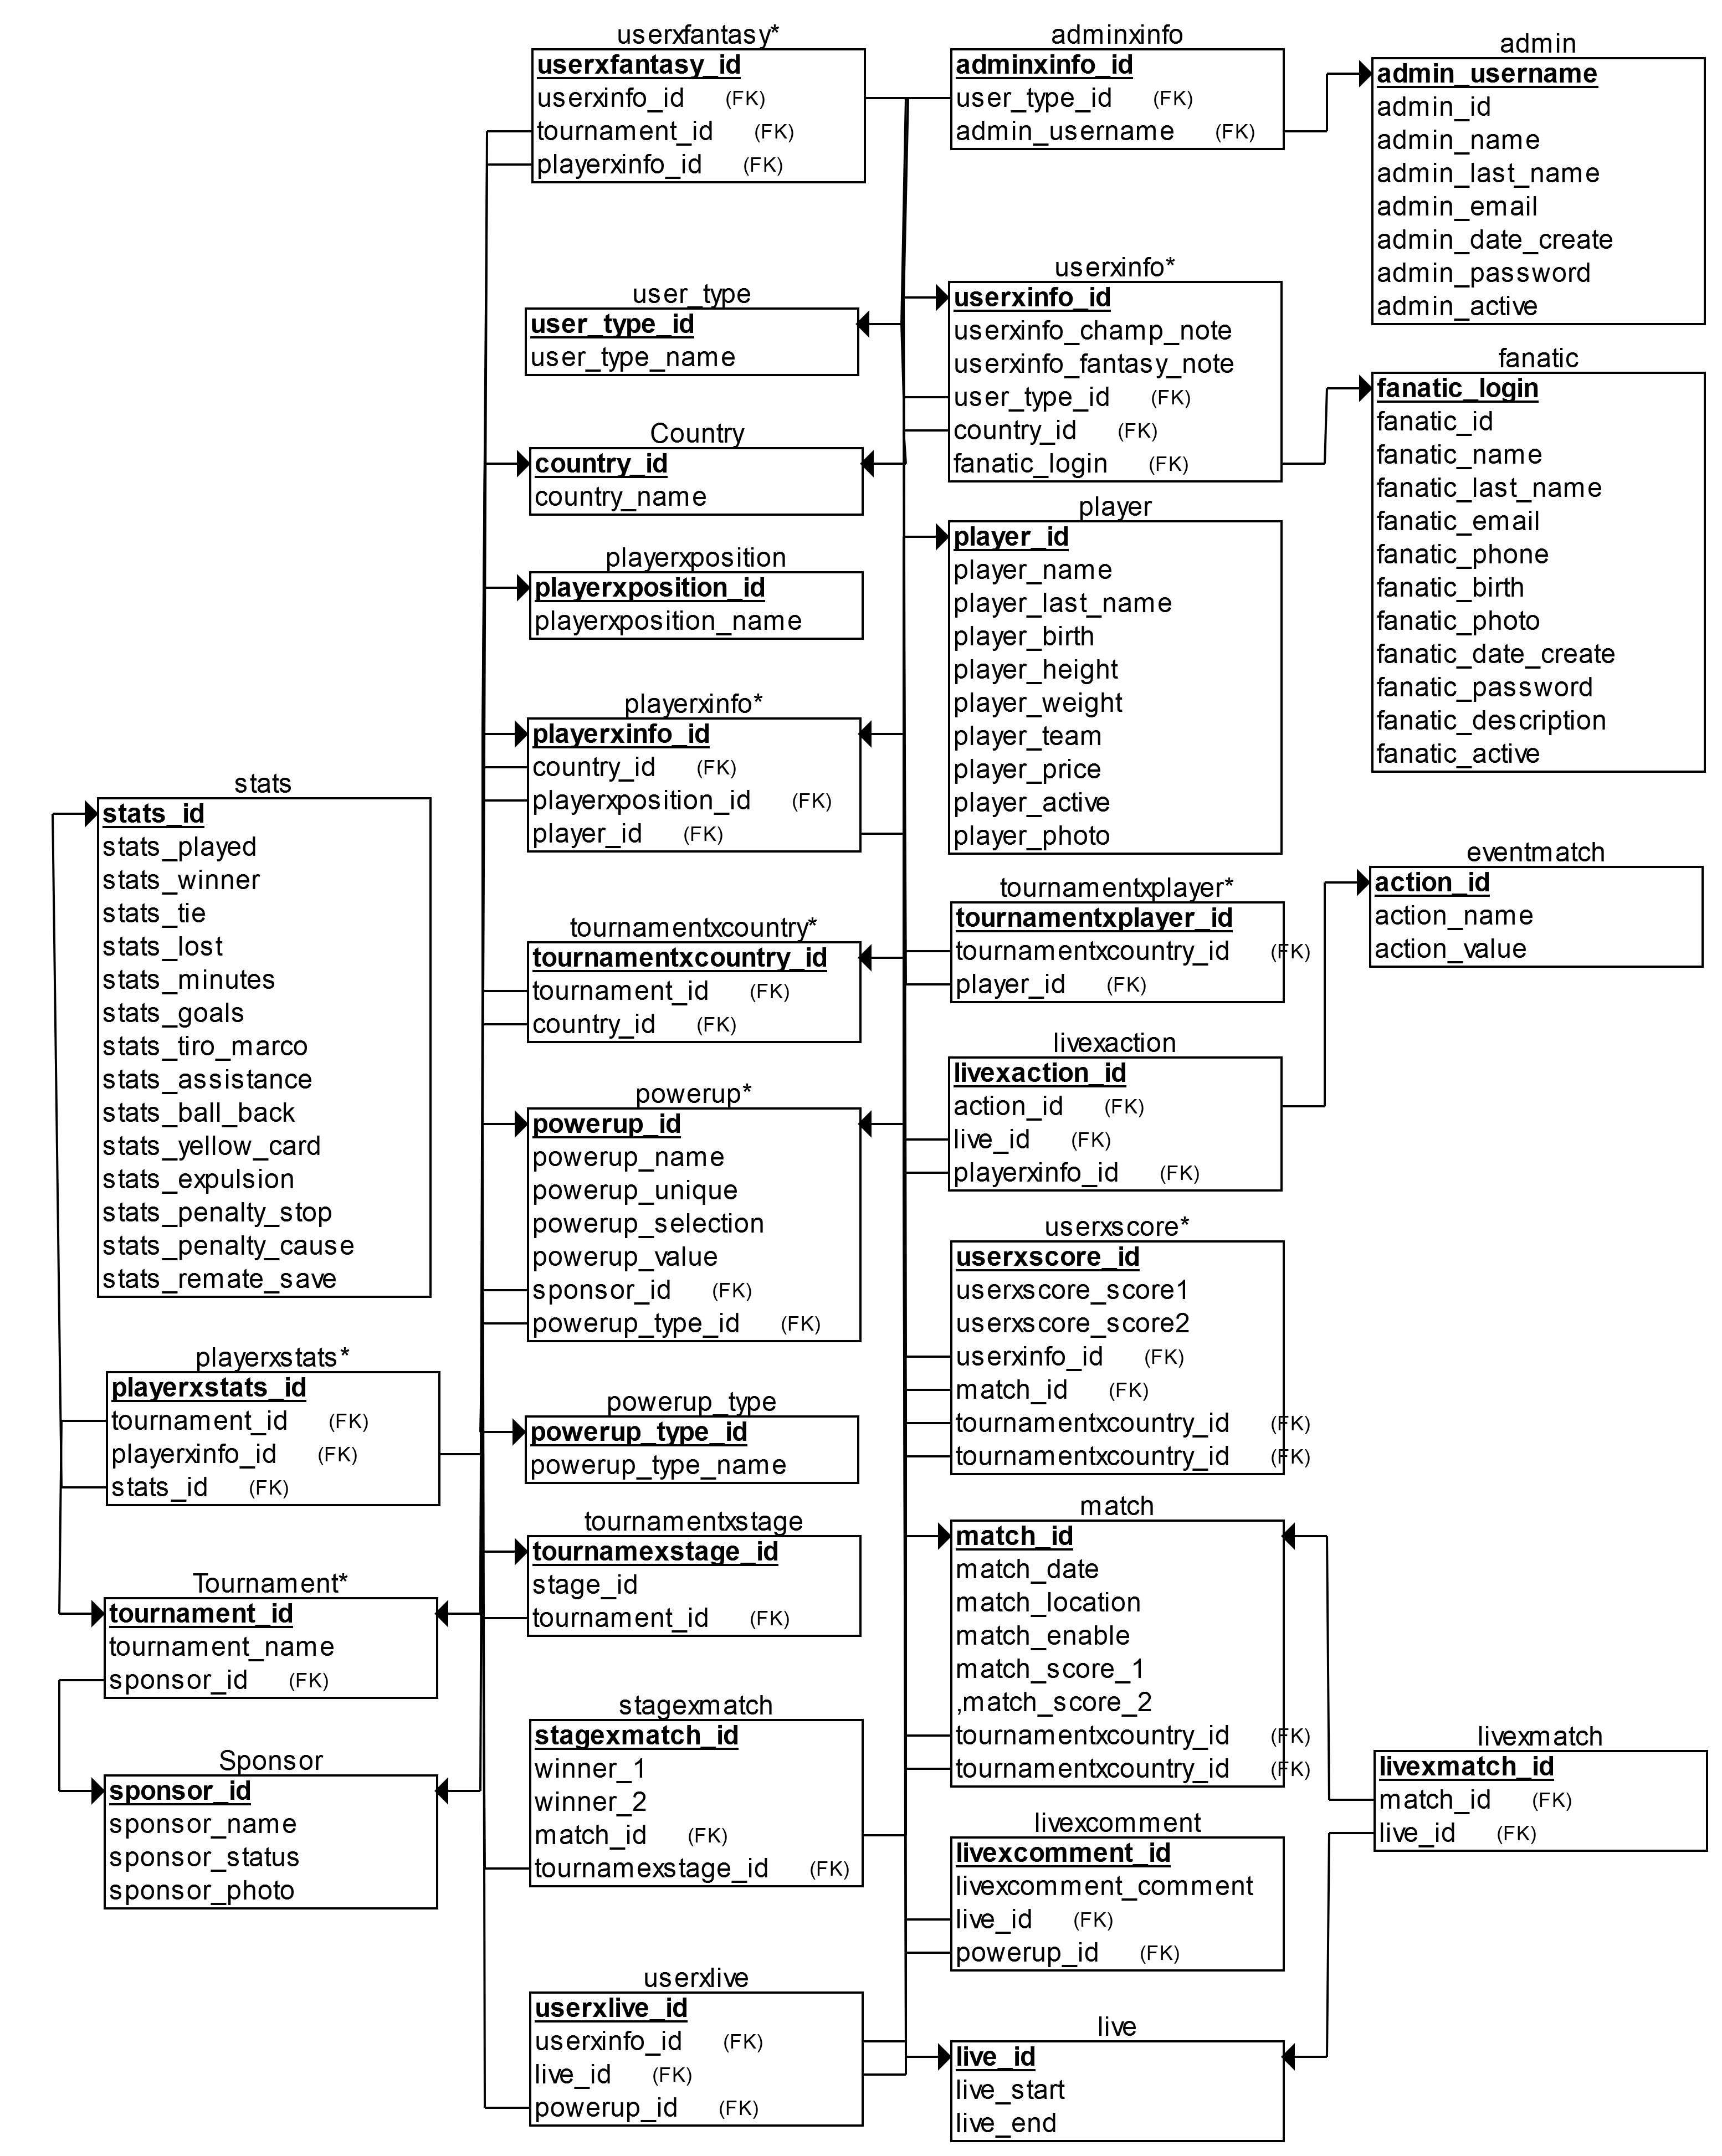 userxfantasy*
userxfantasy_id
userxinfo_id (FK)
tournament_id (FK)
playerxinfo_id (FK)
adminxinfo
adminxinfo_id
user_type_id (FK)
admin_username (FK)
admin
admin_username
admin_id
admin_name
admin_last_name
admin_email
admin_date_create
admin_password
admin_active
user_type
user_type_id
user_type_name
userxinfo*
userxinfo_id
userxinfo_champ_note
userxinfo_fantasy_note
user_type_id (FK)
country_id (FK)
fanatic_login (FK)
fanatic
fanatic_login
fanatic_id
fanatic_name
fanatic_last_name
fanatic_email
fanatic_phone
fanatic_birth
fanatic_photo
fanatic_date_create
fanatic_password
fanatic_description
fanatic_active
Country
country_id
country_name
playerxposition
playerxposition_id
playerxposition_name
player
player_id
player_name
player_last_name
player_birth
player_height
player_weight
player_team
player_price
player_active
player_photo
playerxinfo*
playerxinfo_id
country_id (FK)
playerxposition_id (FK)
player_id (FK)
stats
stats_id
stats_played
stats_winner
stats_tie
stats_lost
stats_minutes
stats_goals
stats_tiro_marco
stats_assistance
stats_ball_back
stats_yellow_card
stats_expulsion
stats_penalty_stop
stats_penalty_cause
stats_remate_save
tournamentxcountry*
tournamentxcountry_id
tournament_id (FK)
country_id (FK)
tournamentxplayer*
tournamentxplayer_id
tournamentxcountry_id (FK)
player_id (FK)
eventmatch
action_id
action_name
action_value
livexaction
livexaction_id
action_id (FK)
live_id (FK)
playerxinfo_id (FK)
powerup*
powerup_id
powerup_name
powerup_unique
powerup_selection
powerup_value
sponsor_id (FK)
powerup_type_id (FK)
userxscore*
userxscore_id
userxscore_score1
userxscore_score2
userxinfo_id (FK)
match_id (FK)
tournamentxcountry_id (FK)
tournamentxcountry_id (FK)
playerxstats*
playerxstats_id
tournament_id (FK)
playerxinfo_id (FK)
stats_id (FK)
powerup_type
powerup_type_id
powerup_type_name
tournamentxstage
tournamexstage_id
stage_id
tournament_id (FK)
match
match_id
match_date
match_location
match_enable
match_score_1
,match_score_2
tournamentxcountry_id (FK)
tournamentxcountry_id (FK)
Tournament*
tournament_id
tournament_name
sponsor_id (FK)
stagexmatch
stagexmatch_id
winner_1
winner_2
match_id (FK)
tournamexstage_id (FK)
livexmatch
livexmatch_id
match_id (FK)
live_id (FK)
Sponsor
sponsor_id
sponsor_name
sponsor_status
sponsor_photo
livexcomment
livexcomment_id
livexcomment_comment
live_id (FK)
powerup_id (FK)
userxlive
userxlive_id
userxinfo_id (FK)
live_id (FK)
powerup_id (FK)
live
live_id
live_start
live_end